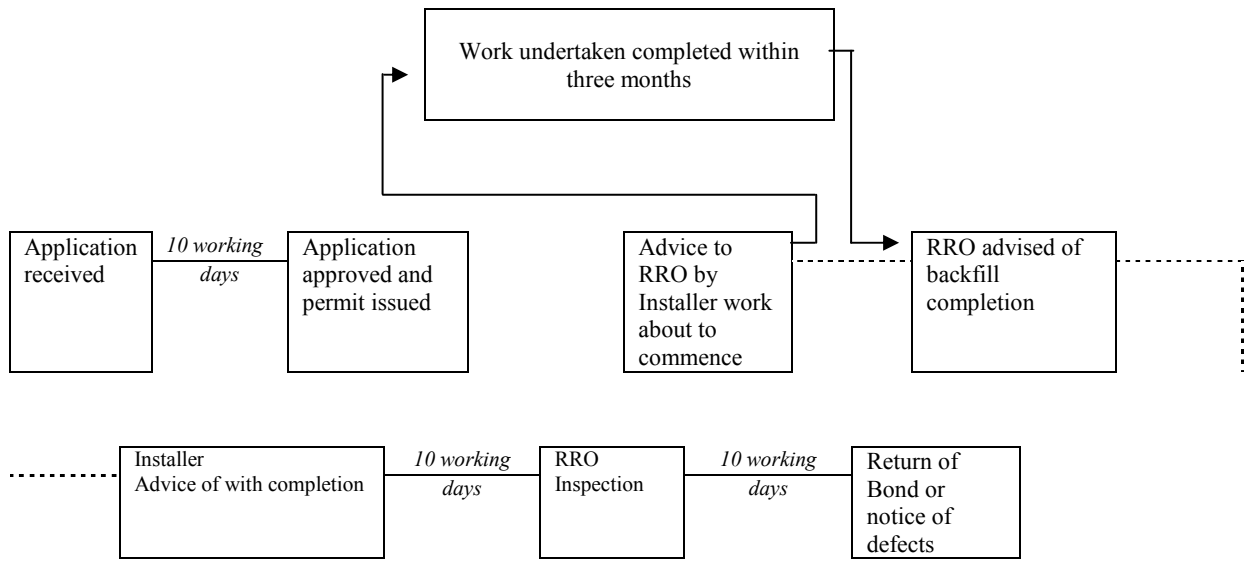 Work undertaken completed within
three months
Application
received
10 working
days
Application
approved and
permit issued
Advice to
RRO by
Installer work
about to
commence
RRO advised of
backfill
completion
Installer
Advice of with completion
10 working
days
RRO
Inspection
10 working
days
Return of
Bond or
notice of
defects